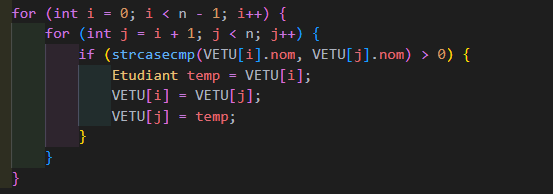 for (int i = 0; i < n - 1; i++) {
    for (int j = i + 1; j < n; j++) {
        if (strcasecmp(VETU[i].nom, VETU[j].nom) > 0) {
            Etudiant temp = VETU[i];
            VETU[i] = VETU[j];
            VETU[j] = temp;
        }
    }
}